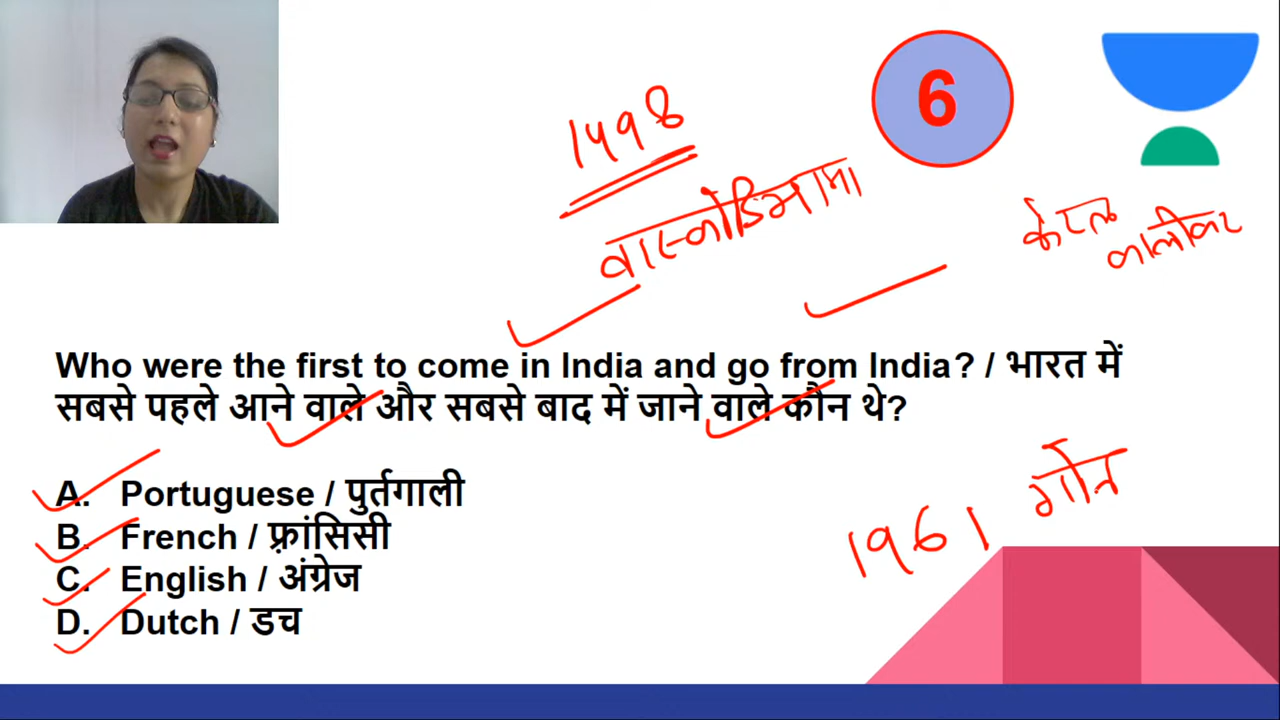 6
1498
वास्कोडिगामा
केरल
कालीकट
Who were the first to come in India and go from India? / भारत में
सबसे पहले आने वाले और सबसे बाद में जाने वाले कौन थे?
A. Portuguese / पुर्तगाली
B. French / फ़्रांसिसी
C. English / अंग्रेज
D. Dutch / डच
1961